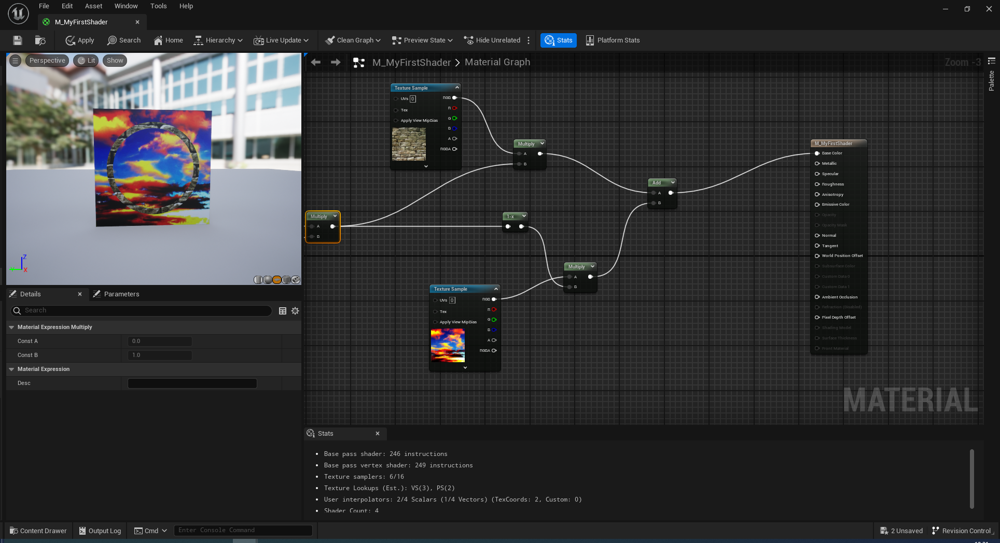 File Edit Asset Window Tools Help
M_MyFirstShader
Apply Search Home Hierarchy Live Update Clean Graph Preview State Hide Unrelated Stats Platform Stats
Perspective Lit Show
M_MyFirstShader > Material Graph
Zoom -3
Palette
Texture Sample
UVs 0 RGB
R
Tex
G
Apply View MipBias
B
A
RGBA
Multiply
A
B
M_MyFirstShader
Base Color
Metallic
Specular
Roughness
Anisotropy
Emissive Color
Opacity
Opacity Mask
Normal
Tangent
World Position Offset
Subsurface Color
Custom Data 0
Custom Data 1
Ambient Occlusion
Refraction (Disabled)
Pixel Depth Offset
Shading Model
Surface Thickness
Front Material
Add
A
B
Multiply
A
B
1-x
Multiply
A
B
Texture Sample
UVs 0 RGB
R
Tex
G
Apply View MipBias
B
A
RGBA
MATERIAL
Z
X
Details Parameters
Search
Material Expression Multiply
Const A 0.0
Const B 1.0
Material Expression
Desc
Stats
• Base pass shader: 246 instructions
• Base pass vertex shader: 249 instructions
• Texture samplers: 6/16
• Texture Lookups (Est.): VS(3), PS(2)
• User interpolators: 2/4 Scalars (1/4 Vectors) (TexCoords: 2, Custom: 0)
• Shader Count: 4
Content Drawer Output Log Cmd Enter Console Command 2 Unsaved Revision Control